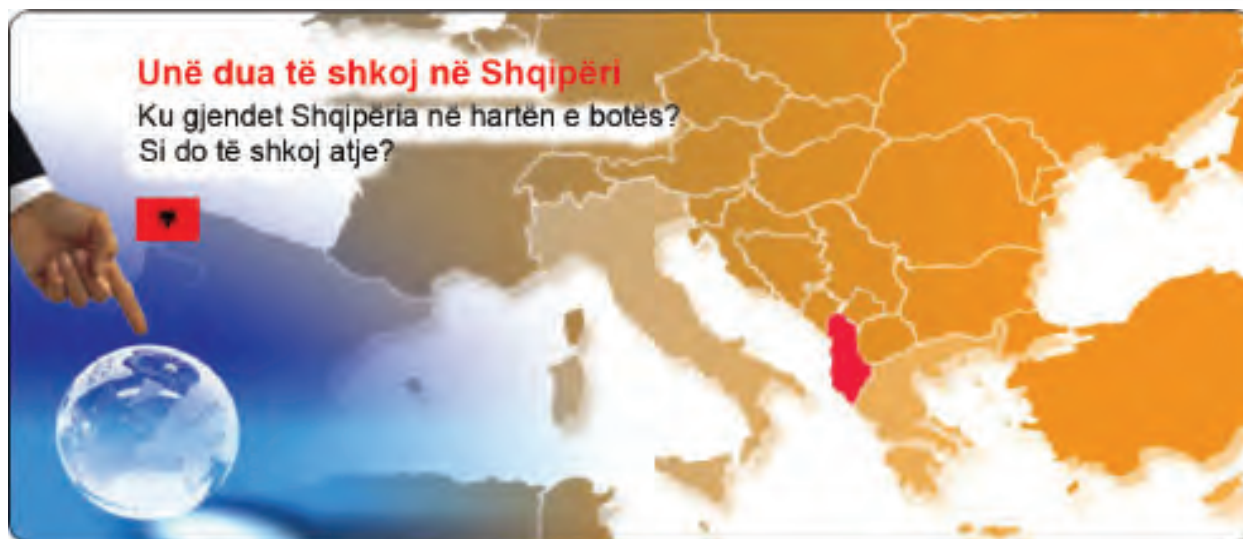 Unë dua të shkoj në Shqipëri
Ku gjendet Shqipëria në hartën e botës?
Si do të shkoj atje?